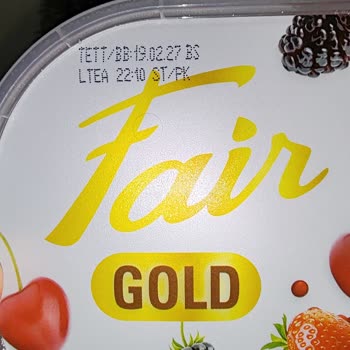 TETT/BB:19.02.27 BS
LTEA 22:10 ST/PK
Fair
GOLD